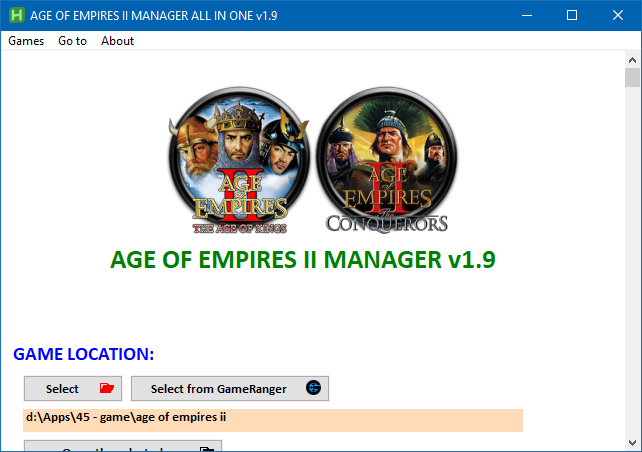 AGE OF EMPIRES II MANAGER ALL IN ONE v1.9
Games Go to About
AGE
of
EMPIRES
II
THE AGE OF KINGS
AGE
of
EMPIRES
II
The
CONQUERORS
AGE OF EMPIRES II MANAGER v1.9
GAME LOCATION:
Select Select from GameRanger
d:\Apps\45 - game\age of empires ii